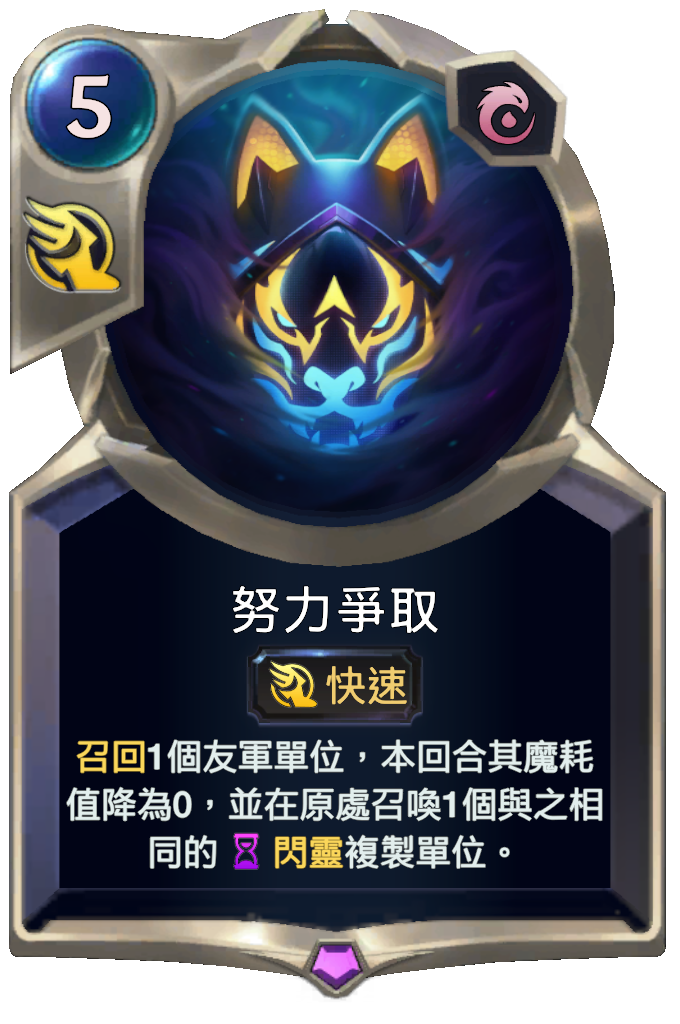 5
努力爭取
快速
召回1個友軍單位，本回合其魔耗
值降為0，並在原處召喚1個與之相
同的 閃靈複製單位。